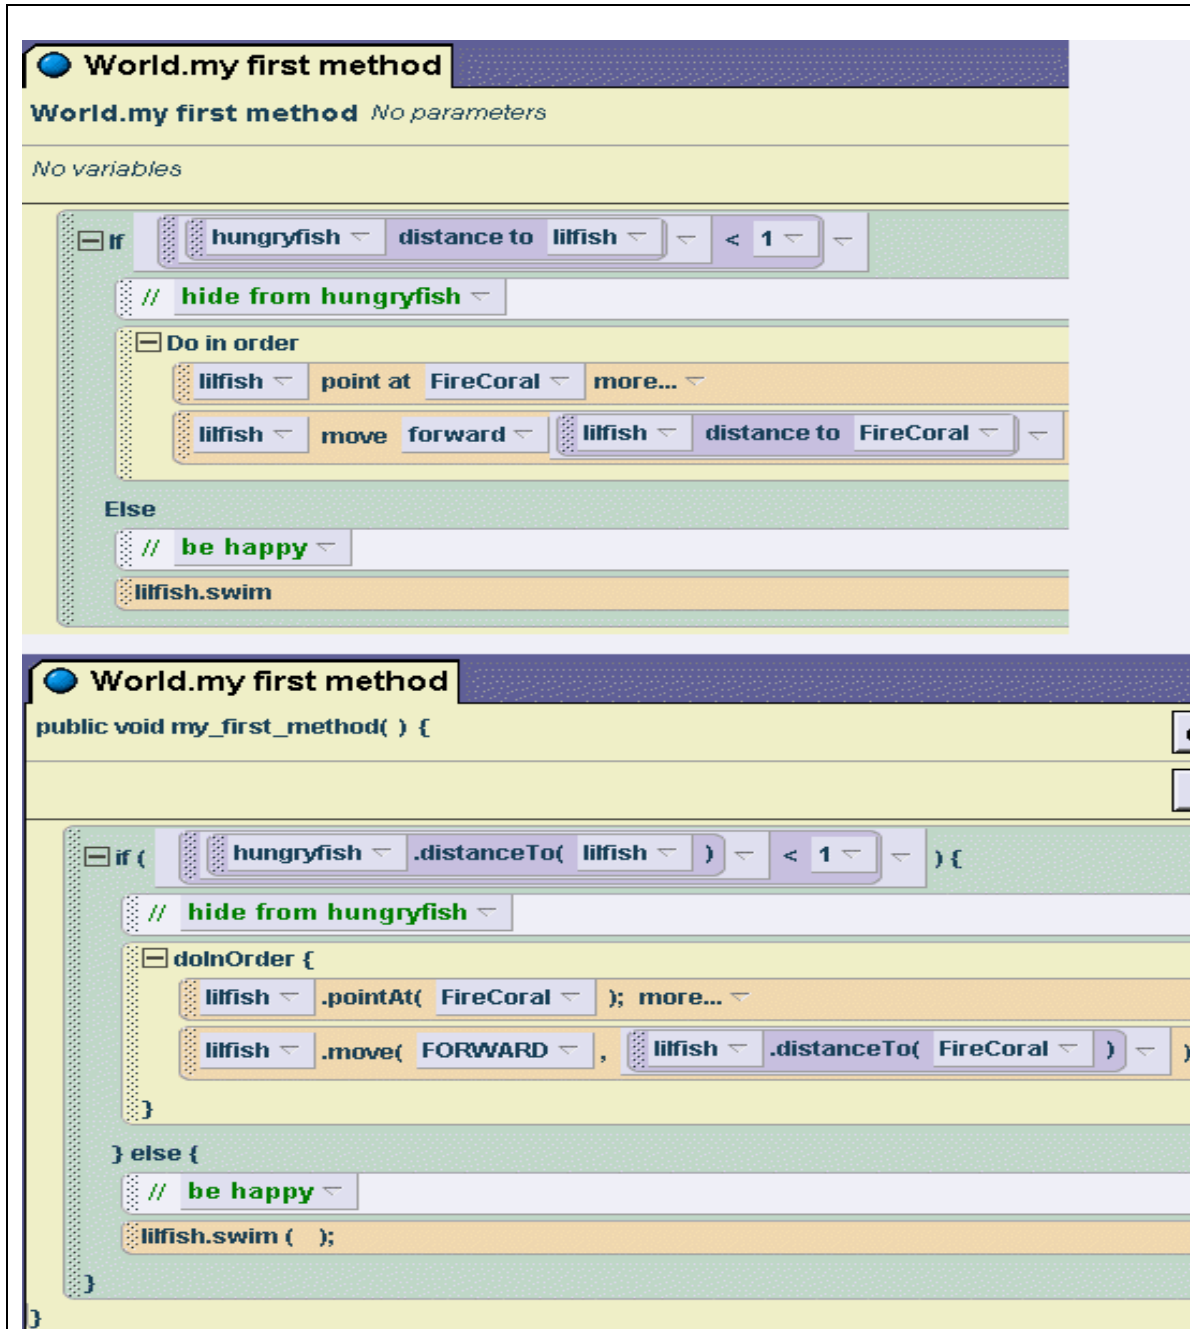 World.my first method
World.my first method No parameters
No variables
If hungryfish distance to lilfish < 1
// hide from hungryfish
Do in order
lilfish point at FireCoral more...
lilfish move forward lilfish distance to FireCoral
Else
// be happy
lilfish.swim
World.my first method
public void my_first_method( ) {
if ( hungryfish .distanceTo( lilfish ) < 1 ) {
// hide from hungryfish
doInOrder {
lilfish .pointAt( FireCoral ); more...
lilfish .move( FORWARD , lilfish .distanceTo( FireCoral ) )
}
} else {
// be happy
lilfish.swim ( );
}
}